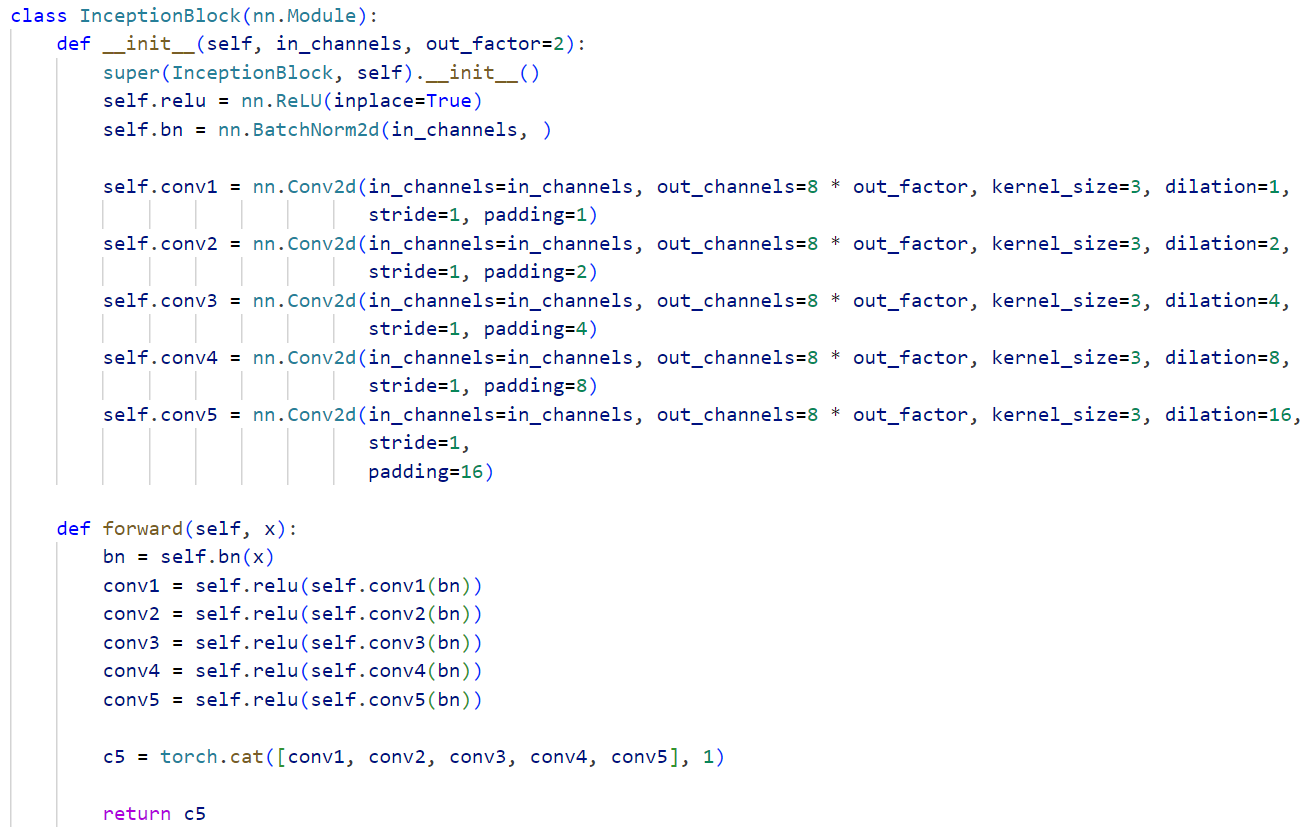 class InceptionBlock(nn.Module):
    def __init__(self, in_channels, out_factor=2):
        super(InceptionBlock, self).__init__()
        self.relu = nn.ReLU(inplace=True)
        self.bn = nn.BatchNorm2d(in_channels, )

        self.conv1 = nn.Conv2d(in_channels=in_channels, out_channels=8 * out_factor, kernel_size=3, dilation=1,
                               stride=1, padding=1)
        self.conv2 = nn.Conv2d(in_channels=in_channels, out_channels=8 * out_factor, kernel_size=3, dilation=2,
                               stride=1, padding=2)
        self.conv3 = nn.Conv2d(in_channels=in_channels, out_channels=8 * out_factor, kernel_size=3, dilation=4,
                               stride=1, padding=4)
        self.conv4 = nn.Conv2d(in_channels=in_channels, out_channels=8 * out_factor, kernel_size=3, dilation=8,
                               stride=1, padding=8)
        self.conv5 = nn.Conv2d(in_channels=in_channels, out_channels=8 * out_factor, kernel_size=3, dilation=16,
                               stride=1,
                               padding=16)

    def forward(self, x):
        bn = self.bn(x)
        conv1 = self.relu(self.conv1(bn))
        conv2 = self.relu(self.conv2(bn))
        conv3 = self.relu(self.conv3(bn))
        conv4 = self.relu(self.conv4(bn))
        conv5 = self.relu(self.conv5(bn))

        c5 = torch.cat([conv1, conv2, conv3, conv4, conv5], 1)

        return c5